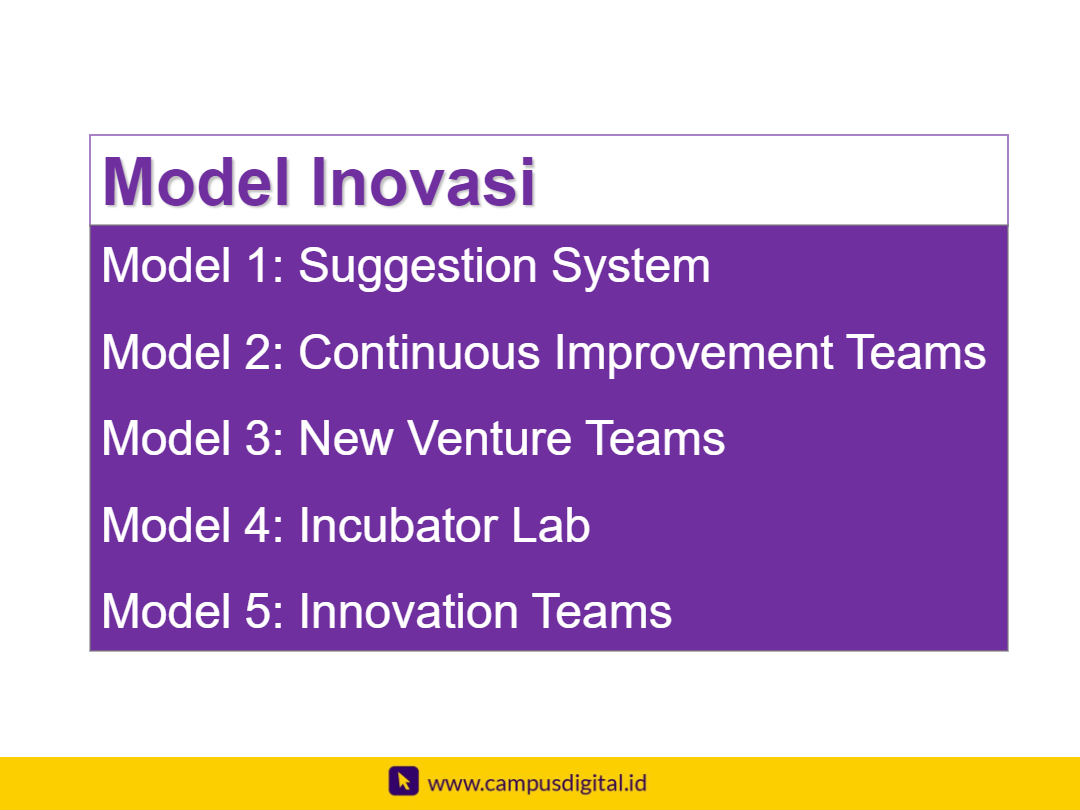 Model Inovasi
Model 1: Suggestion System
Model 2: Continuous Improvement Teams
Model 3: New Venture Teams
Model 4: Incubator Lab
Model 5: Innovation Teams
www.campusdigital.id